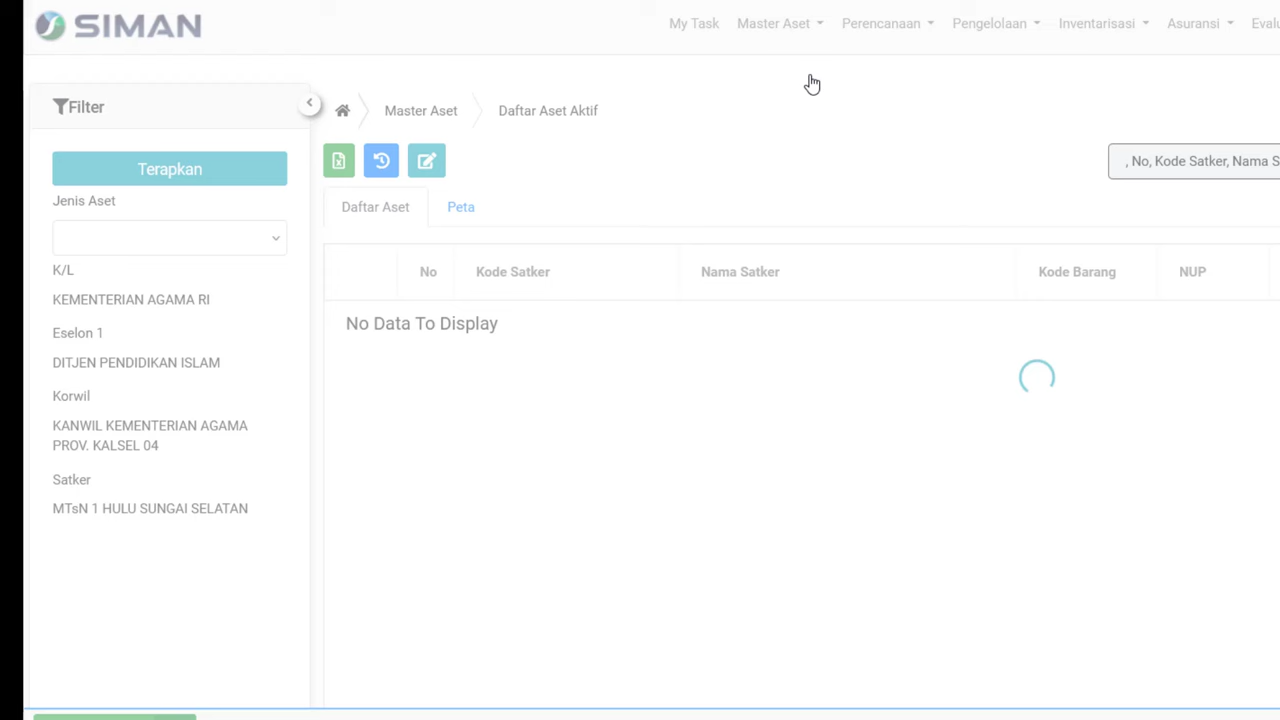 SIMAN
My Task Master Aset Perencanaan Pengelolaan Inventarisasi Asuransi Evalu
Filter
Master Aset Daftar Aset Aktif
Terapkan
, No, Kode Satker, Nama S
Jenis Aset
Daftar Aset Peta
K/L
KEMENTERIAN AGAMA RI
Eselon 1
DITJEN PENDIDIKAN ISLAM
Korwil
KANWIL KEMENTERIAN AGAMA
PROV. KALSEL 04
Satker
MTsN 1 HULU SUNGAI SELATAN
No Kode Satker Nama Satker Kode Barang NUP
No Data To Display